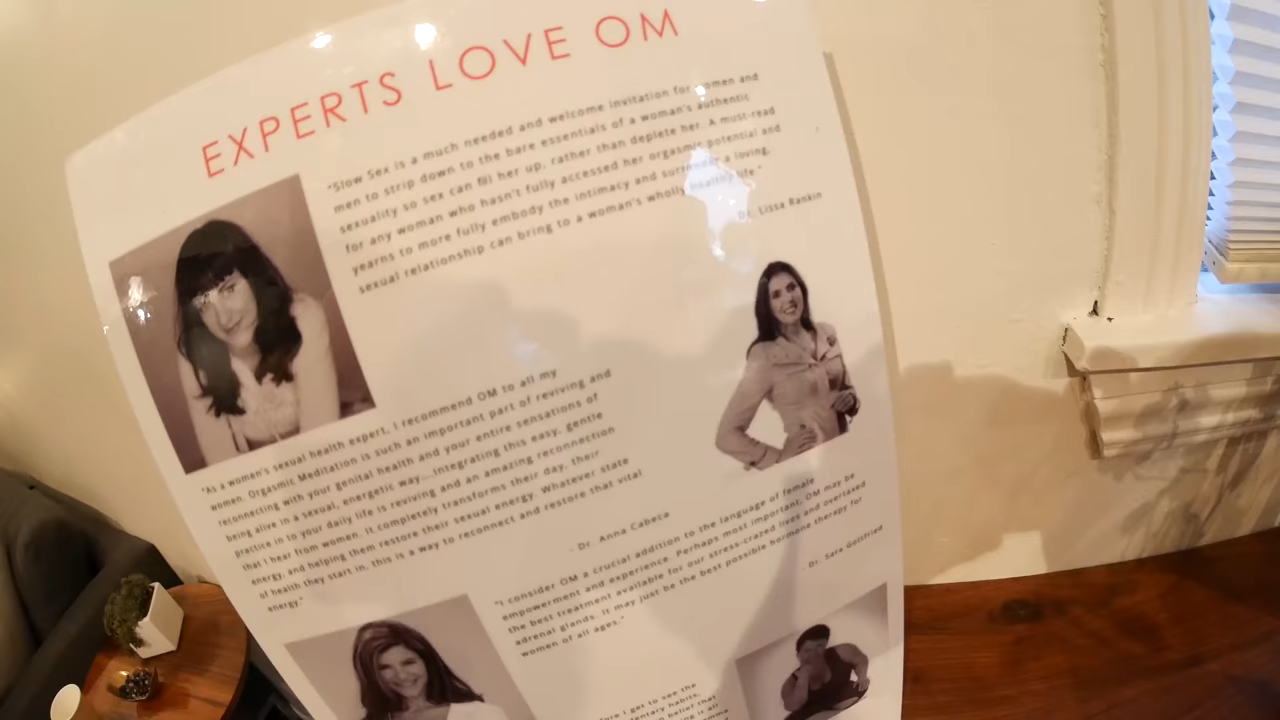 EXPERTS LOVE OM
"Slow Sex is a much needed and welcome invitation for women and
men to strip down to the bare essentials of a woman's authentic
sexuality so sex can fill her up, rather than deplete her. A must-read
for any woman who hasn't fully accessed her orgasmic potential and
yearns to more fully embody the intimacy and surrender a loving,
sexual relationship can bring to a woman's wholly healthy life."
Dr. Lissa Rankin
"As a women's sexual health expert, I recommend OM to all my
women. Orgasmic Meditation is such an important part of reviving and
reconnecting with your genital health and your entire sensations of
being alive in a sexual, energetic way....Integrating this easy, gentle
practice in to your daily life is reviving and an amazing reconnection
that I hear from women. It completely transforms their day, their
energy, and helping them restore their sexual energy. Whatever state
of health they start in, this is a way to reconnect and restore that vital
energy."
- Dr. Anna Cabeca
"I consider OM a crucial addition to the language of female
empowerment and experience. Perhaps most important, OM may be
the best treatment available for our stress-crazed lives and overtaxed
adrenal glands. It may just be the best possible hormone therapy for
women of all ages."
- Dr. Sara Gottfried
I get to see the
habits,
belief that
it all